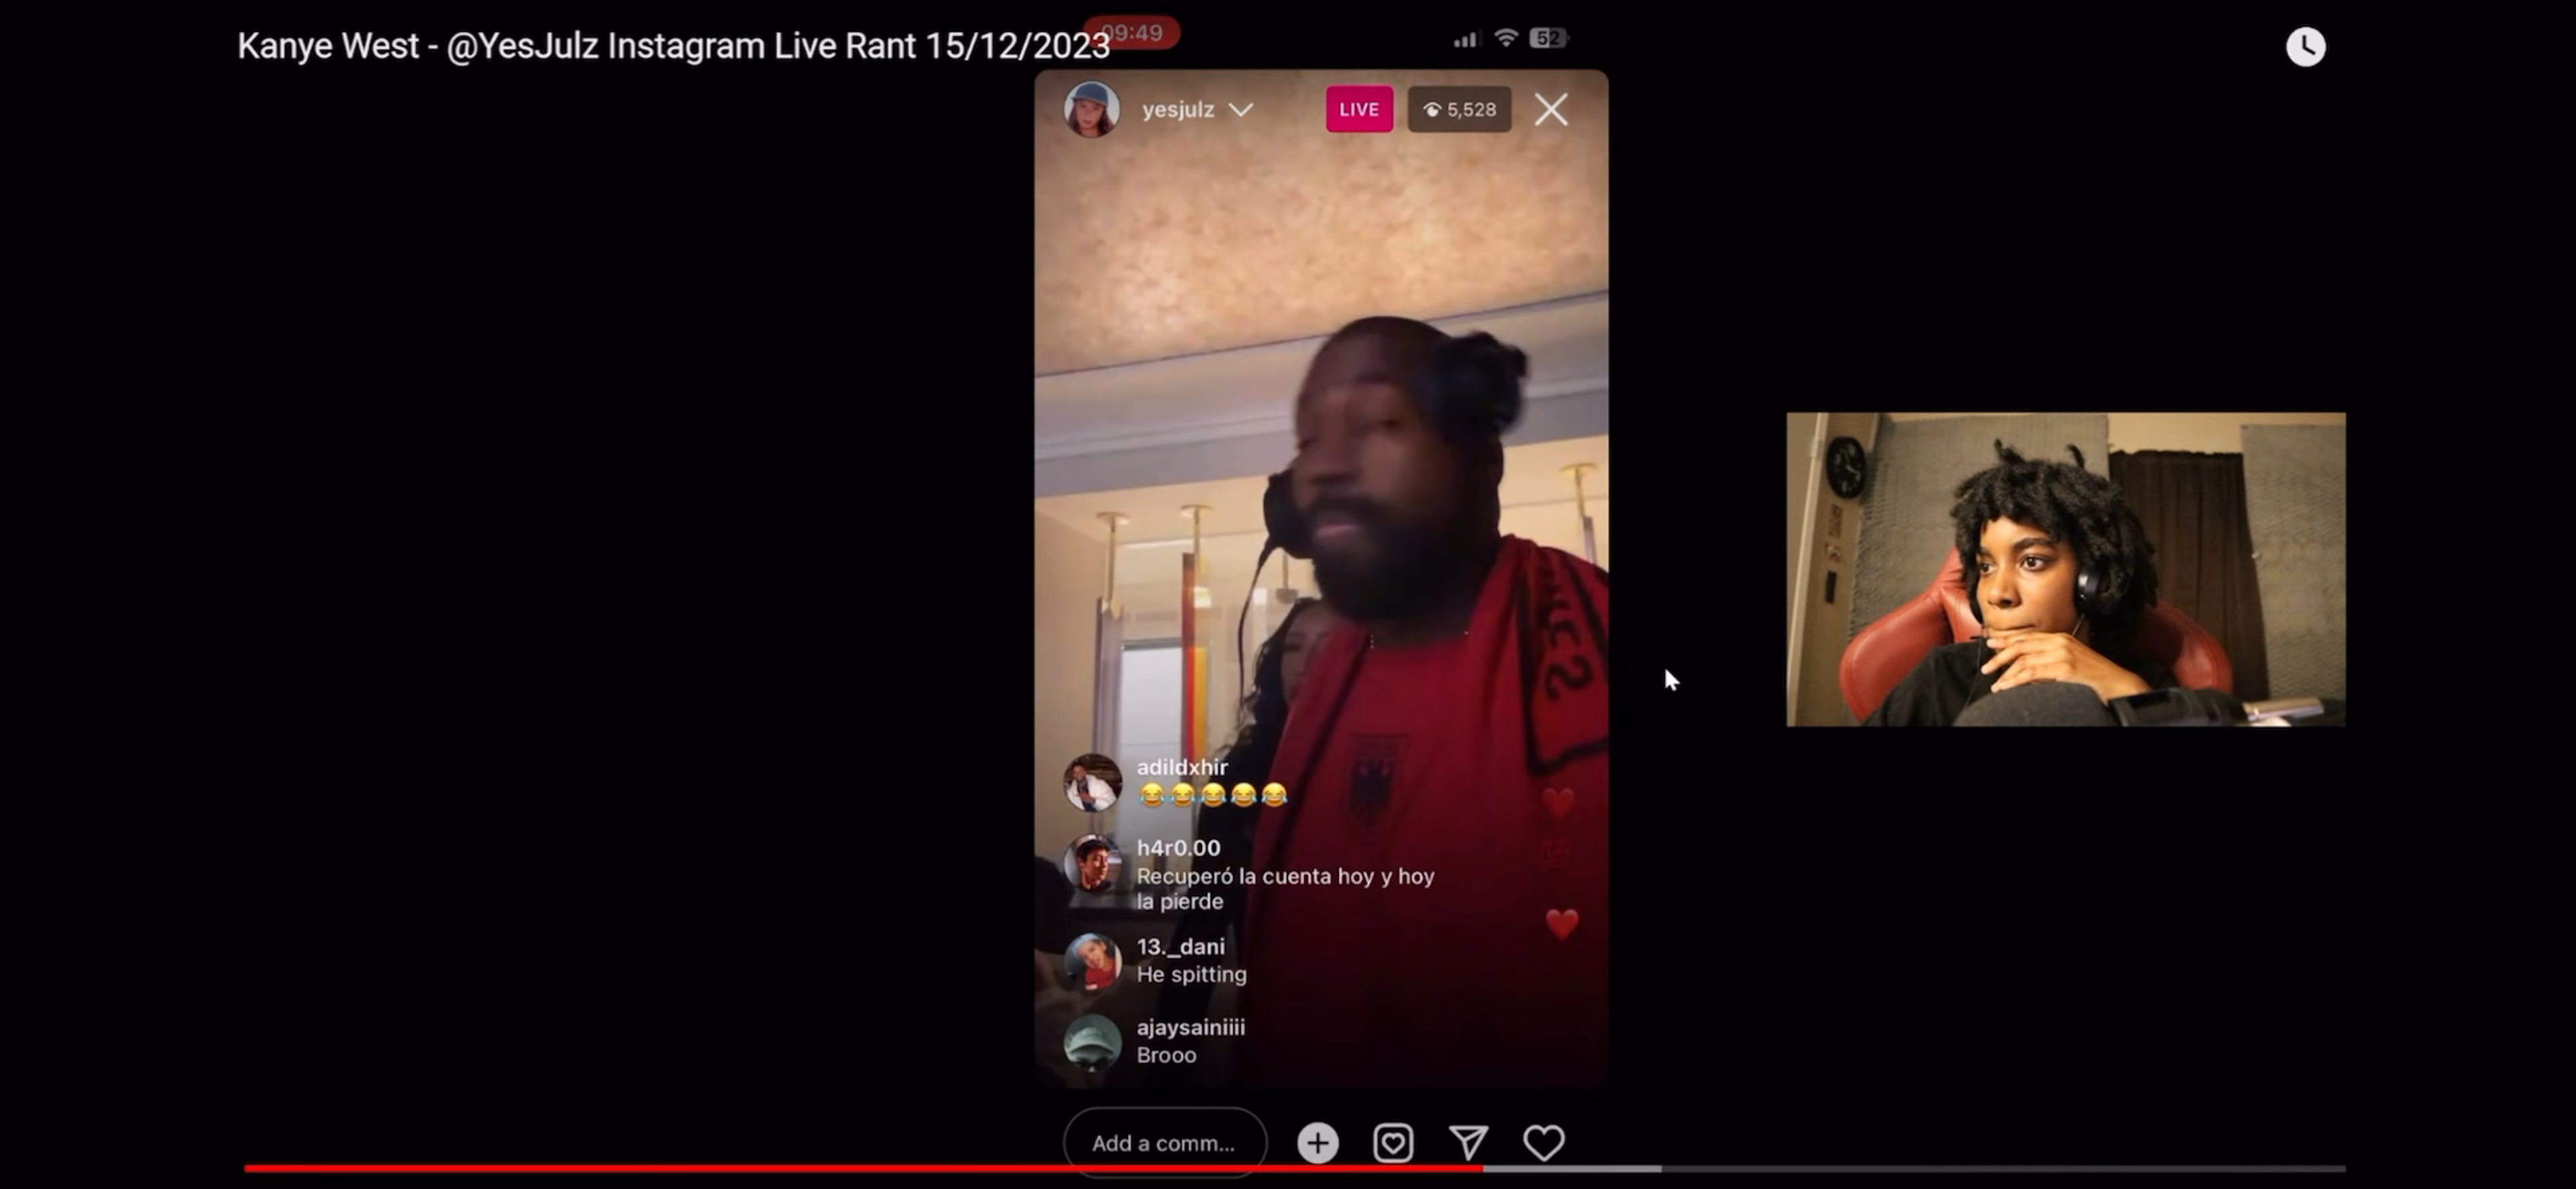 Kanye West - @YesJulz Instagram Live Rant 15/12/2023
09:49
52
yesjulz
LIVE
5,528
adildxhir
😂😂😂😂😂
h4r0.00
Recuperó la cuenta hoy y hoy
la pierde
13._dani
He spitting
ajaysainiiii
Brooo
Add a comm...